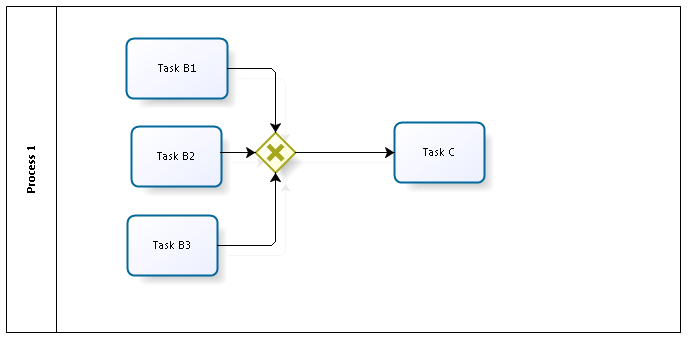 Process 1
Task B1
Task B2
Task B3
Task C